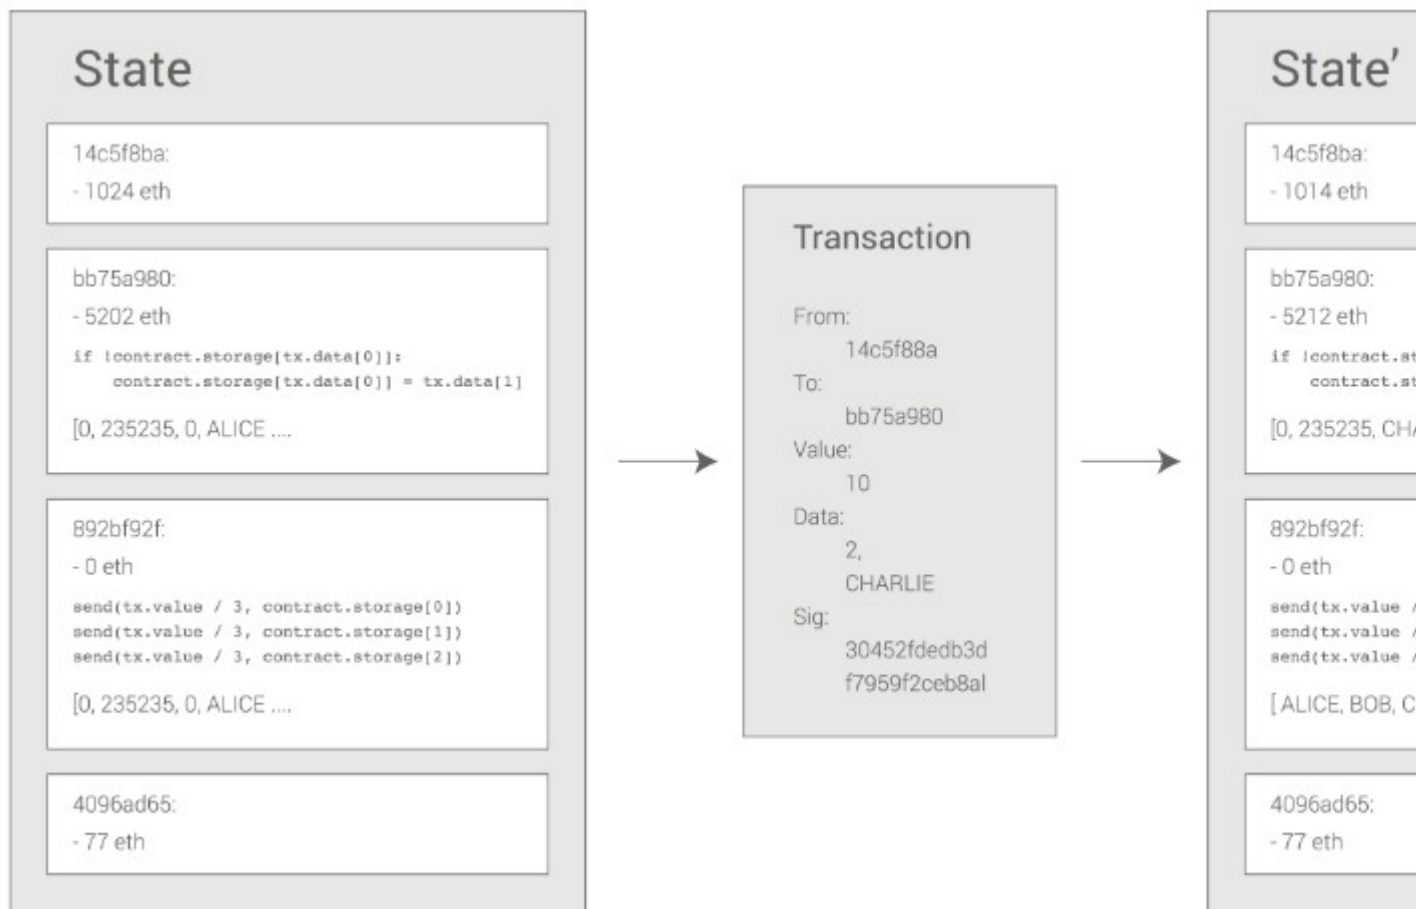 State
14c5f8ba:
- 1024 eth
bb75a980:
- 5202 eth
if !contract.storage[tx.data[0]]:
contract.storage[tx.data[0]] = tx.data[1]
[0, 235235, 0, ALICE ....
892bf92f:
- 0 eth
send(tx.value / 3, contract.storage[0])
send(tx.value / 3, contract.storage[1])
send(tx.value / 3, contract.storage[2])
[0, 235235, 0, ALICE ....
4096ad65:
- 77 eth
Transaction
From:
14c5f88a
To:
bb75a980
Value:
10
Data:
2,
CHARLIE
Sig:
30452fdedb3d
f7959f2ceb8al
State’
14c5f8ba:
- 1014 eth
bb75a980:
- 5212 eth
if !contract.st
contract.st
[0, 235235, CHA
892bf92f:
- 0 eth
send(tx.value /
send(tx.value /
send(tx.value /
[ ALICE, BOB, C
4096ad65:
- 77 eth